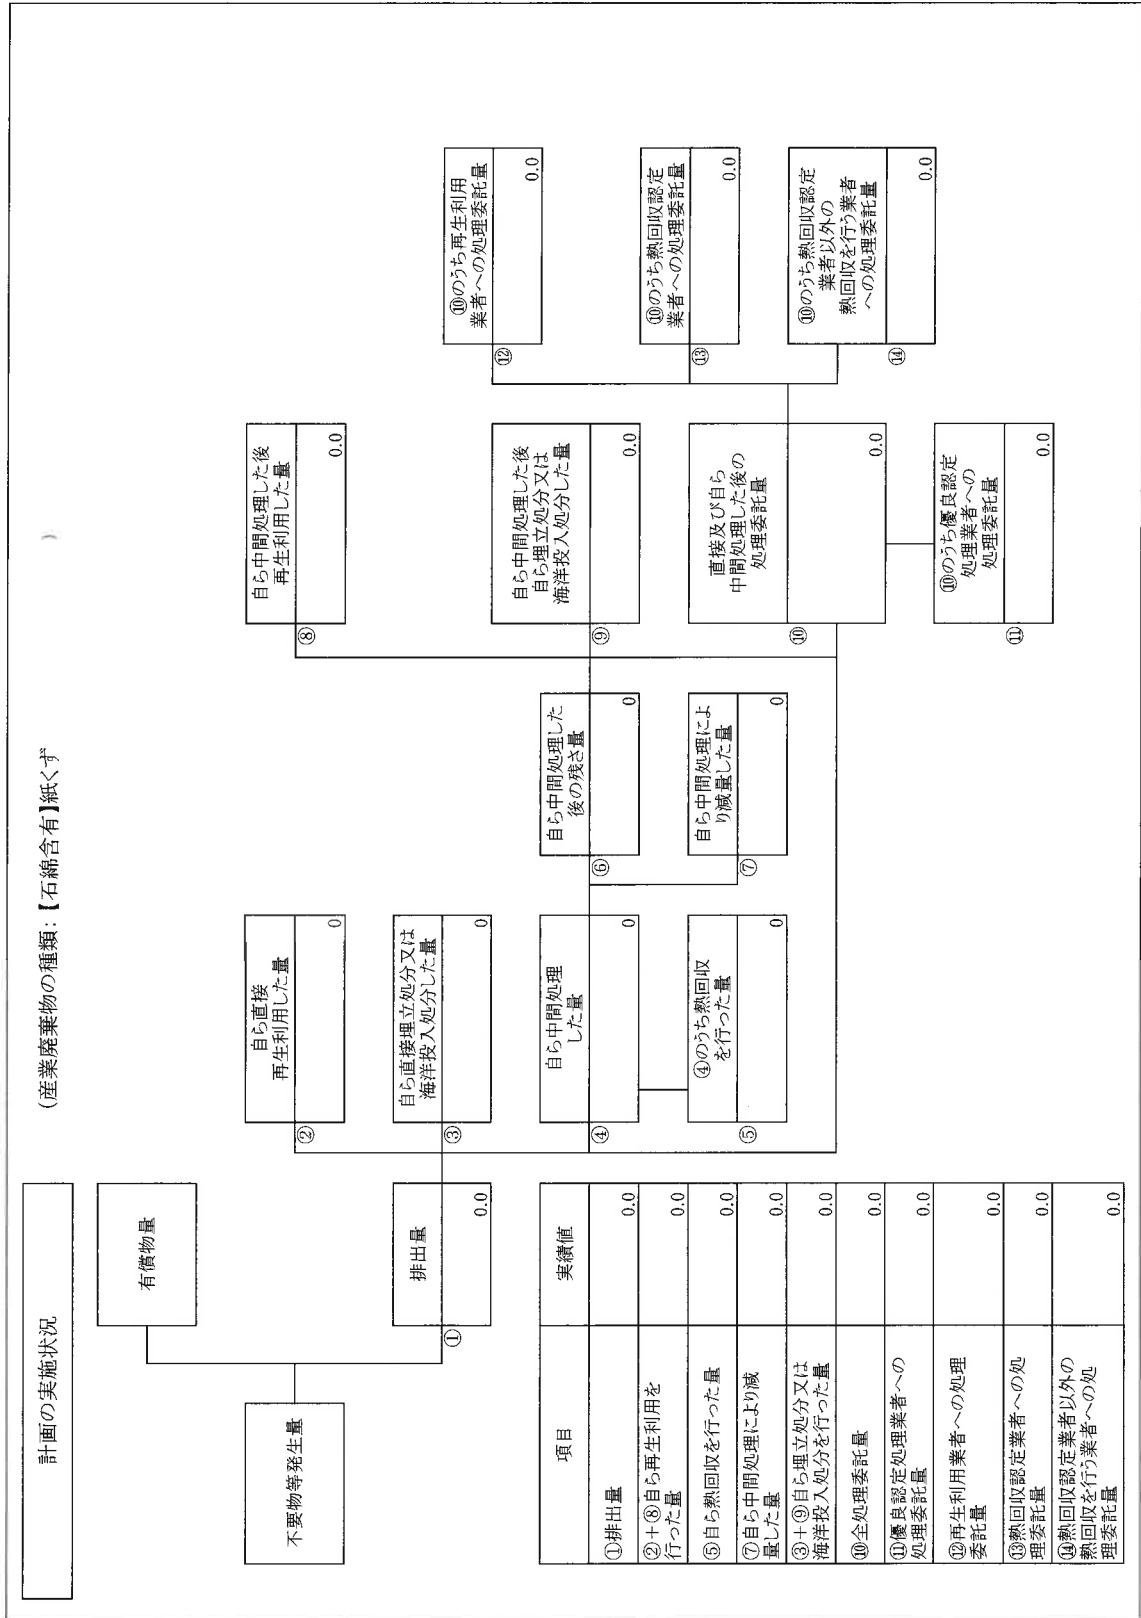 計画の実施状況
(産業廃棄物の種類：【石綿含有】紙くず
)
有償物量
不要物等発生量
①
排出量
0.0
②
自ら直接
再生利用した量
0
③
自ら直接埋立処分又は
海洋投入処分した量
0
④
自ら中間処理
した量
0
⑤
④のうち熱回収
を行った量
0
⑥
自ら中間処理した
後の残さ量
0
⑦
自ら中間処理によ
り減量した量
0
⑧
自ら中間処理した後
再生利用した量
0.0
⑨
自ら中間処理した後
自ら埋立処分又は
海洋投入処分した量
0.0
⑩
直接及び自ら
中間処理した後の
処理委託量
0.0
⑪
⑩のうち優良認定
処理業者への
処理委託量
0.0
⑫
⑩のうち再生利用
業者への処理委託量
0.0
⑬
⑩のうち熱回収認定
業者への処理委託量
0.0
⑭
⑩のうち熱回収認定
業者以外の
熱回収を行う業者
への処理委託量
0.0
項目 実績値
①排出量 0.0
②+⑧自ら再生利用を
行った量 0.0
⑤自ら熱回収を行った量 0.0
⑦自ら中間処理により減
量した量 0.0
③+⑨自ら埋立処分又は
海洋投入処分を行った量 0.0
⑩全処理委託量 0.0
⑪優良認定処理業者への
処理委託量 0.0
⑫再生利用業者への処理
委託量 0.0
⑬熱回収認定業者への処
理委託量 0.0
⑭熱回収認定業者以外の
熱回収を行う業者への処
理委託量 0.0